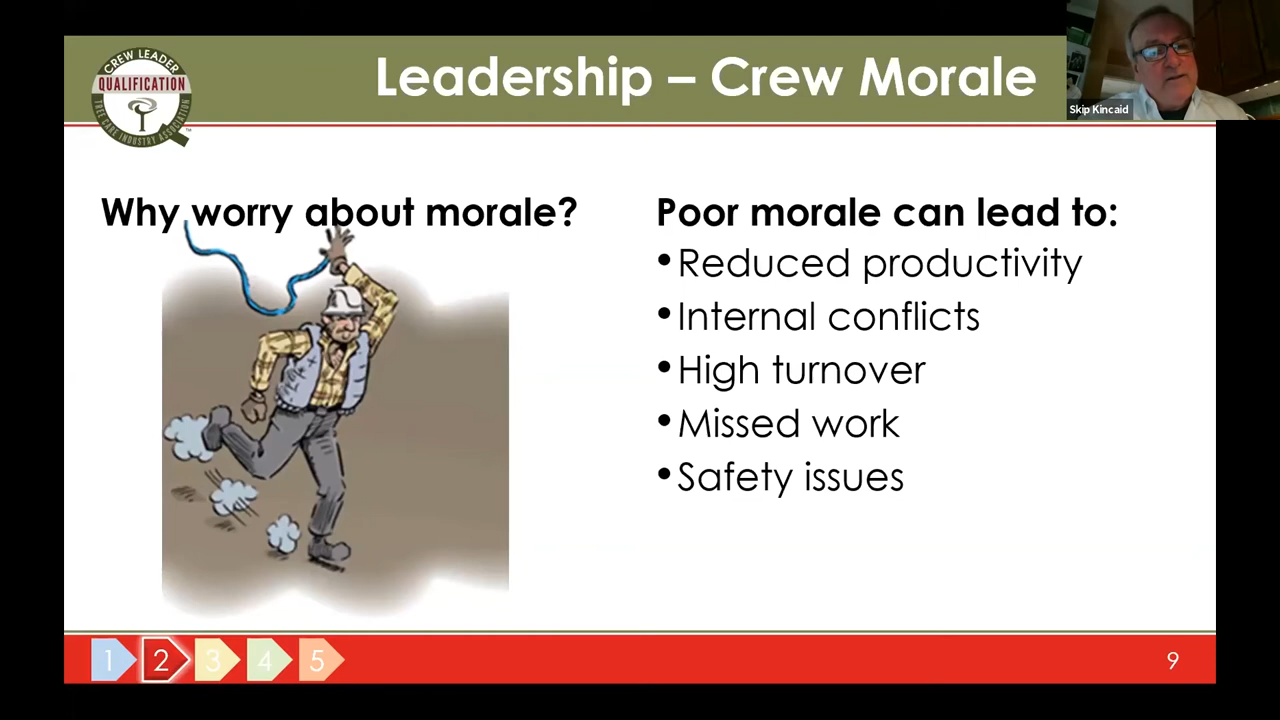 CREW LEADER
QUALIFICATION
TREE CARE INDUSTRY ASSOCIATION
Leadership – Crew Morale
Skip Kincaid
Why worry about morale?
Poor morale can lead to:
•Reduced productivity
•Internal conflicts
•High turnover
•Missed work
•Safety issues
1 2 3 4 5
9